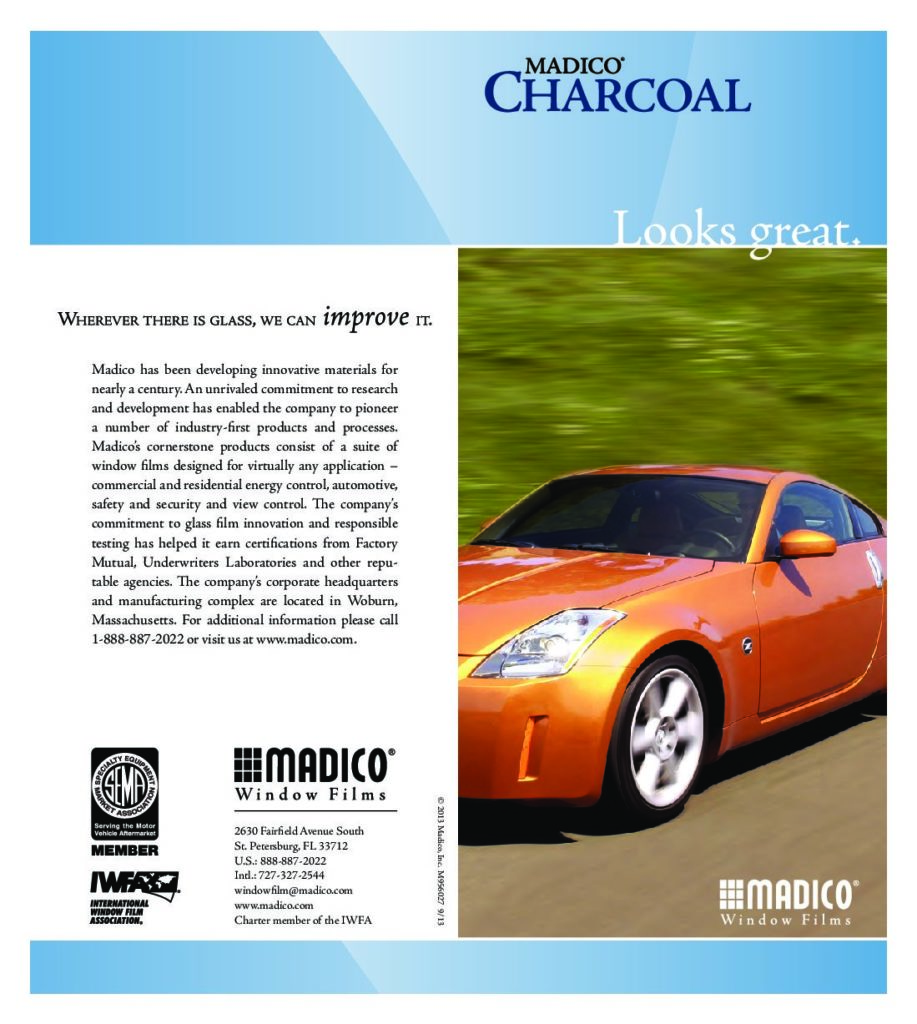 MADICO®
CHARCOAL
Looks great.
WHEREVER THERE IS GLASS, WE CAN improve IT.
Madico has been developing innovative materials for
nearly a century. An unrivaled commitment to research
and development has enabled the company to pioneer
a number of industry-first products and processes.
Madico's cornerstone products consist of a suite of
window films designed for virtually any application –
commercial and residential energy control, automotive,
safety and security and view control. The company's
commitment to glass film innovation and responsible
testing has helped it earn certifications from Factory
Mutual, Underwriters Laboratories and other repu-
table agencies. The company's corporate headquarters
and manufacturing complex are located in Woburn,
Massachusetts. For additional information please call
1-888-887-2022 or visit us at www.madico.com.
SPECIALTY EQUIPMENT
SEMA
MARKET ASSOCIATION
Serving the Motor
Vehicle Aftermarket
MEMBER
IWFA
INTERNATIONAL
WINDOW FILM
ASSOCIATION.
MADICO®
Window Films
2630 Fairfield Avenue South
St. Petersburg, FL 33712
U.S.: 888-887-2022
Intl.: 727-327-2544
windowfilm@madico.com
www.madico.com
Charter member of the IWFA
© 2013 Madico, Inc. M956027 9/13
Z
MADICO®
Window Films